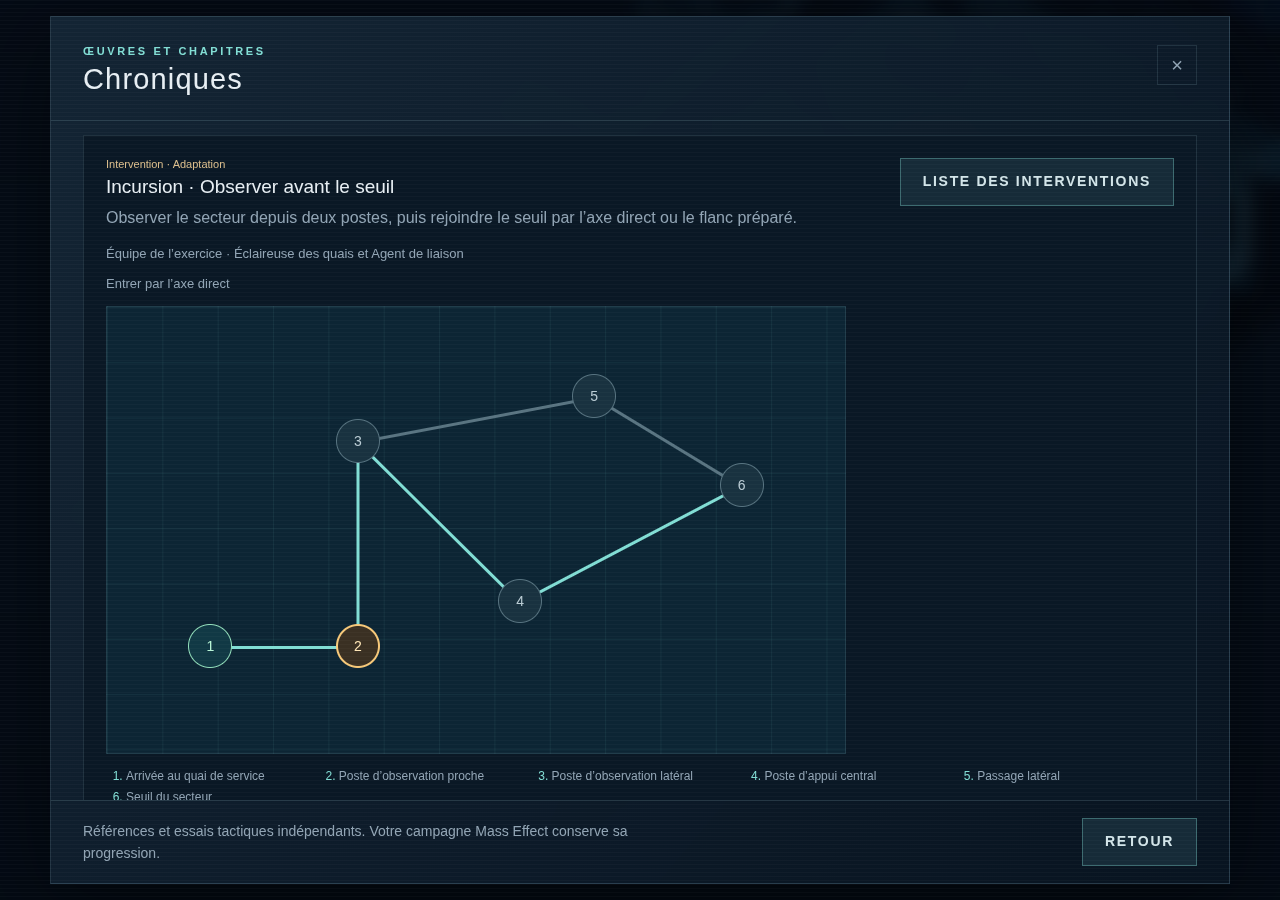 ŒUVRES ET CHAPITRES
Chroniques
×
Intervention · Adaptation
Incursion · Observer avant le seuil
LISTE DES INTERVENTIONS
Observer le secteur depuis deux postes, puis rejoindre le seuil par l’axe direct ou le flanc préparé.
Équipe de l’exercice · Éclaireuse des quais et Agent de liaison
Entrer par l’axe direct
5
3
6
4
1
2
1. Arrivée au quai de service
2. Poste d’observation proche
3. Poste d’observation latéral
4. Poste d’appui central
5. Passage latéral
6. Seuil du secteur
Références et essais tactiques indépendants. Votre campagne Mass Effect conserve sa
progression.
RETOUR